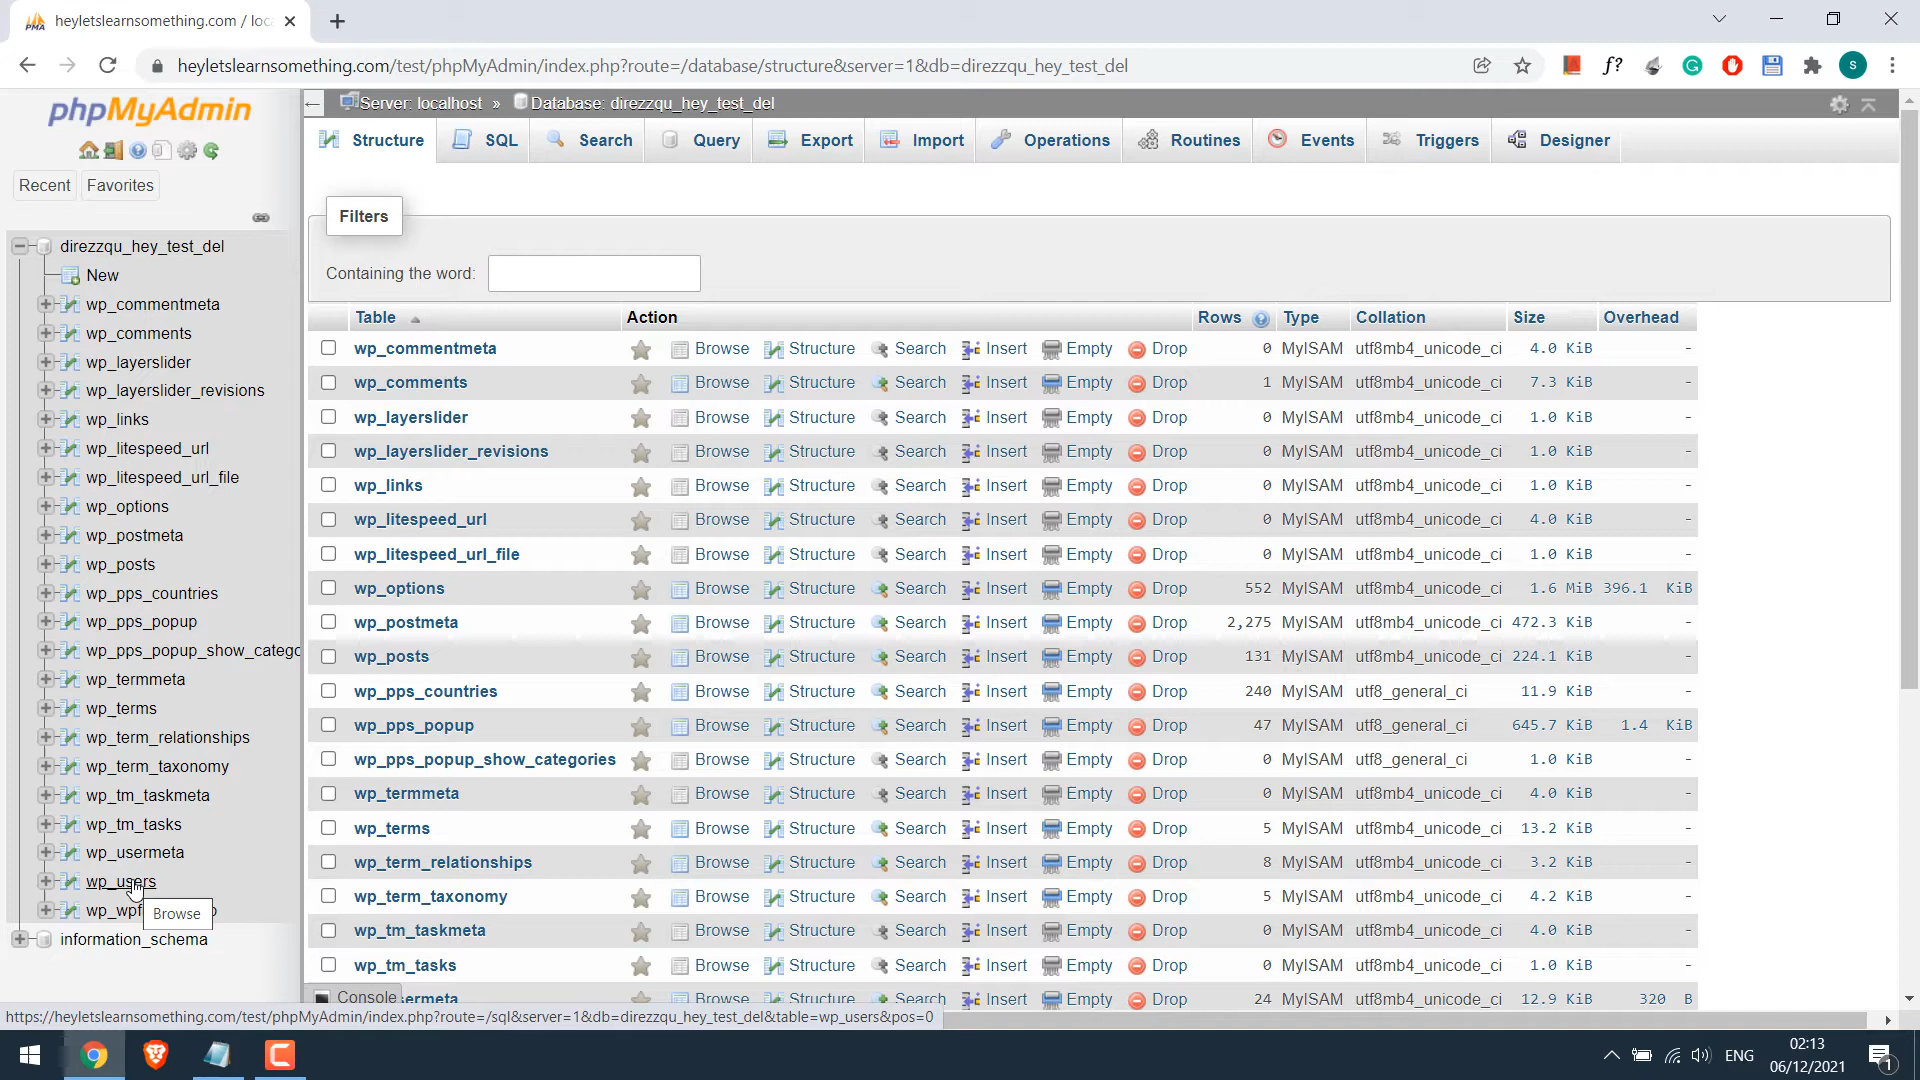 heyletslearnsomething.com / loc
heyletslearnsomething.com/test/phpMyAdmin/index.php?route=/database/structure&server=1&db=direzzqu_hey_test_del
f?
s
phpMyAdmin
Recent Favorites
direzzqu_hey_test_del
New
wp_commentmeta
wp_comments
wp_layerslider
wp_layerslider_revisions
wp_links
wp_litespeed_url
wp_litespeed_url_file
wp_options
wp_postmeta
wp_posts
wp_pps_countries
wp_pps_popup
wp_pps_popup_show_catego
wp_termmeta
wp_terms
wp_term_relationships
wp_term_taxonomy
wp_tm_taskmeta
wp_tm_tasks
wp_usermeta
wp_users
Browse
information_schema
Server: localhost » Database: direzzqu_hey_test_del
Structure SQL Search Query Export Import Operations Routines Events Triggers Designer
Filters
Containing the word:
Table Action Rows Type Collation Size Overhead
wp_commentmeta Browse Structure Search Insert Empty Drop 0 MyISAM utf8mb4_unicode_ci 4.0 KiB -
wp_comments Browse Structure Search Insert Empty Drop 1 MyISAM utf8mb4_unicode_ci 7.3 KiB -
wp_layerslider Browse Structure Search Insert Empty Drop 0 MyISAM utf8mb4_unicode_ci 1.0 KiB -
wp_layerslider_revisions Browse Structure Search Insert Empty Drop 0 MyISAM utf8mb4_unicode_ci 1.0 KiB -
wp_links Browse Structure Search Insert Empty Drop 0 MyISAM utf8mb4_unicode_ci 1.0 KiB -
wp_litespeed_url Browse Structure Search Insert Empty Drop 0 MyISAM utf8mb4_unicode_ci 4.0 KiB -
wp_litespeed_url_file Browse Structure Search Insert Empty Drop 0 MyISAM utf8mb4_unicode_ci 1.0 KiB -
wp_options Browse Structure Search Insert Empty Drop 552 MyISAM utf8mb4_unicode_ci 1.6 MiB 396.1 KiB
wp_postmeta Browse Structure Search Insert Empty Drop 2,275 MyISAM utf8mb4_unicode_ci 472.3 KiB -
wp_posts Browse Structure Search Insert Empty Drop 131 MyISAM utf8mb4_unicode_ci 224.1 KiB -
wp_pps_countries Browse Structure Search Insert Empty Drop 240 MyISAM utf8_general_ci 11.9 KiB -
wp_pps_popup Browse Structure Search Insert Empty Drop 47 MyISAM utf8_general_ci 645.7 KiB 1.4 KiB
wp_pps_popup_show_categories Browse Structure Search Insert Empty Drop 0 MyISAM utf8_general_ci 1.0 KiB -
wp_termmeta Browse Structure Search Insert Empty Drop 0 MyISAM utf8mb4_unicode_ci 4.0 KiB -
wp_terms Browse Structure Search Insert Empty Drop 5 MyISAM utf8mb4_unicode_ci 13.2 KiB -
wp_term_relationships Browse Structure Search Insert Empty Drop 8 MyISAM utf8mb4_unicode_ci 3.2 KiB -
wp_term_taxonomy Browse Structure Search Insert Empty Drop 5 MyISAM utf8mb4_unicode_ci 4.2 KiB -
wp_tm_taskmeta Browse Structure Search Insert Empty Drop 0 MyISAM utf8mb4_unicode_ci 4.0 KiB -
wp_tm_tasks Browse Structure Search Insert Empty Drop 0 MyISAM utf8mb4_unicode_ci 1.0 KiB -
sermeta Browse Structure Search Insert Empty Drop 24 MyISAM utf8mb4_unicode_ci 12.9 KiB 320 B
Console
https://heyletslearnsomething.com/test/phpMyAdmin/index.php?route=/sql&server=1&db=direzzqu_hey_test_del&table=wp_users&pos=0
ENG
02:13
06/12/2021
1